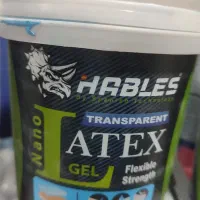 HABLES
TRANSPARENT
Nano
LATEX
GEL
Flexible
Strength